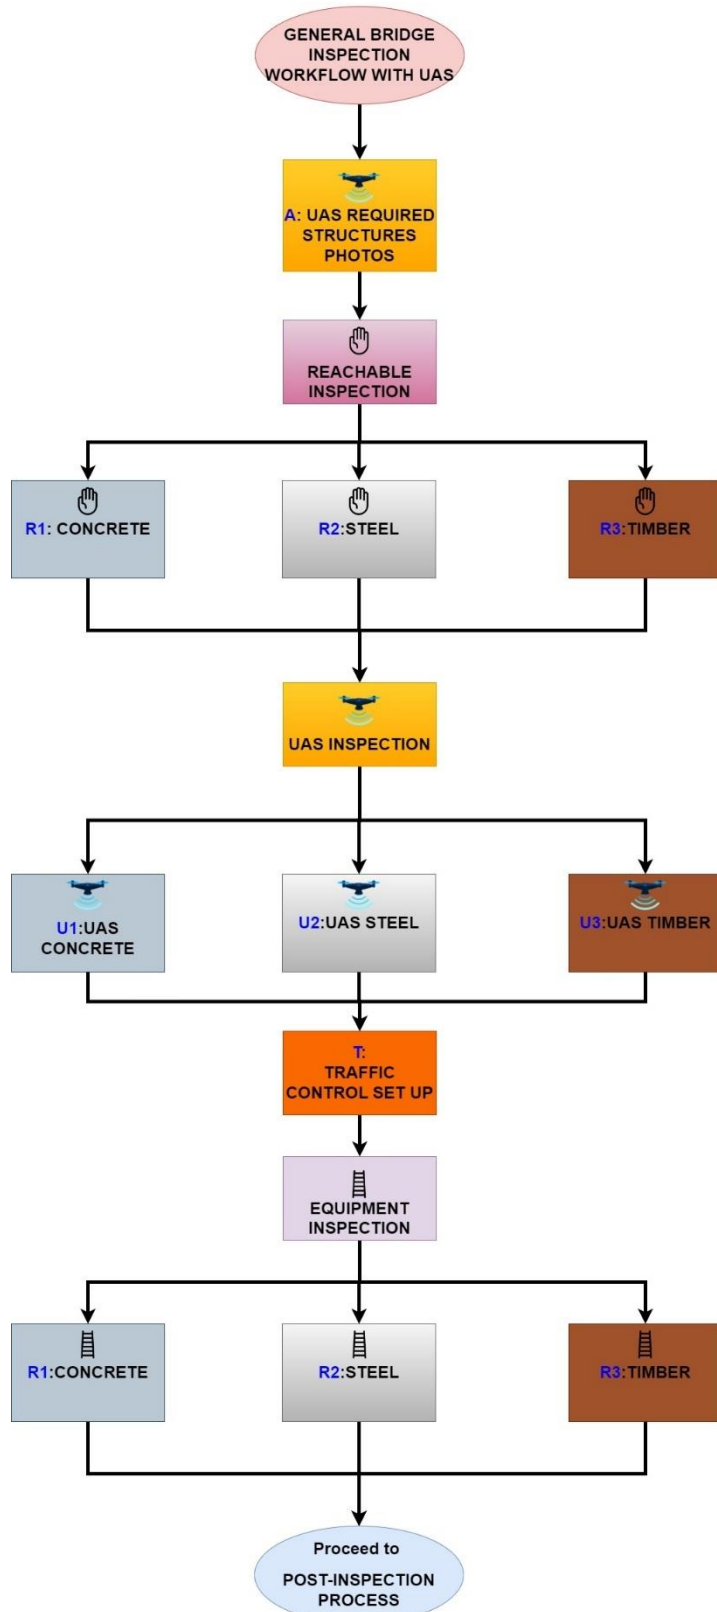 GENERAL BRIDGE
INSPECTION
WORKFLOW WITH UAS
A: UAS REQUIRED
STRUCTURES
PHOTOS
REACHABLE
INSPECTION
R1: CONCRETE
R2:STEEL
R3:TIMBER
UAS INSPECTION
U1:UAS
CONCRETE
U2:UAS STEEL
U3:UAS TIMBER
T:
TRAFFIC
CONTROL SET UP
EQUIPMENT
INSPECTION
R1:CONCRETE
R2:STEEL
R3:TIMBER
Proceed to
POST-INSPECTION
PROCESS